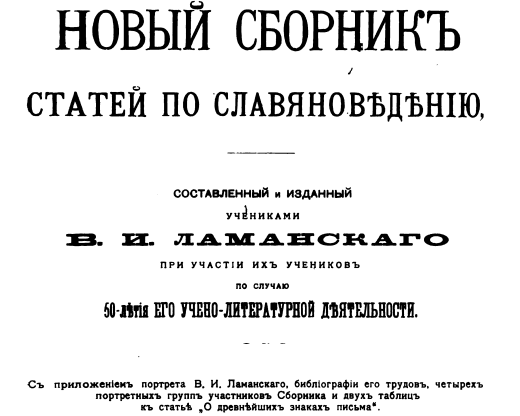 НОВЫЙ СБОРНИКЪ
СТАТЕЙ ПО СЛАВЯНОВѢДѢНІЮ,
СОСТАВЛЕННЫЙ и ИЗДАННЫЙ
УЧЕНИКАМИ
В. И. ЛАМАНСКАГО
ПРИ УЧАСТІИ ИХЪ УЧЕНИКОВЪ
ПО СЛУЧАЮ
50-лѣтія ЕГО УЧЕНО-ЛИТЕРАТУРНОЙ ДѢЯТЕЛЬНОСТИ.
Съ приложеніемъ портрета В. И. Ламанскаго, библіографіи его трудовъ, четырехъ
портретныхъ группъ участниковъ Сборника и двухъ таблицъ
къ статьѣ „О древнѣйшихъ знакахъ письма“.